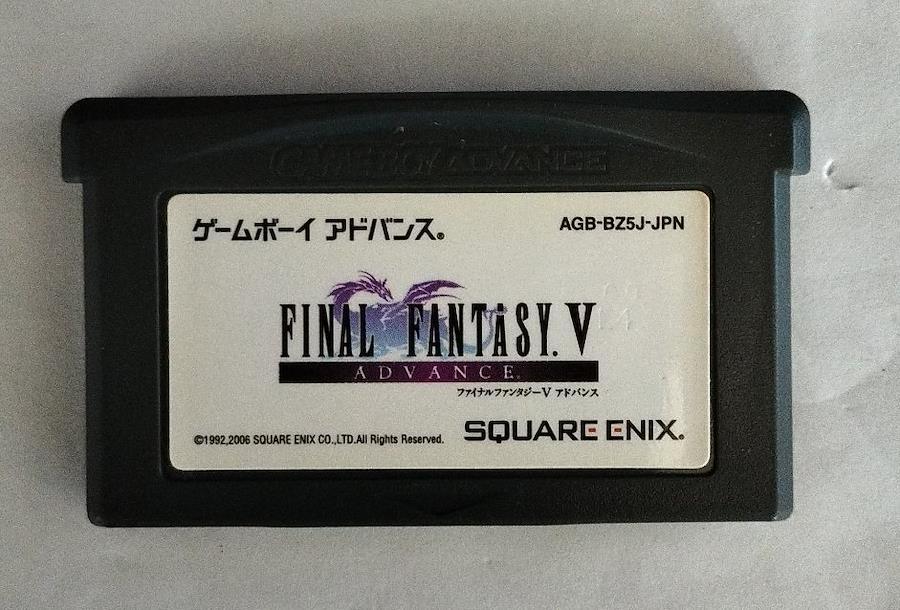 GAME BOY ADVANCE
ゲームボーイ アドバンス®
AGB-BZ5J-JPN
FINAL FANTASY. V
ADVANCE.
ファイナルファンタジーV アドバンス
©1992,2006 SQUARE ENIX CO.,LTD.All Rights Reserved.
SQUARE ENIX®